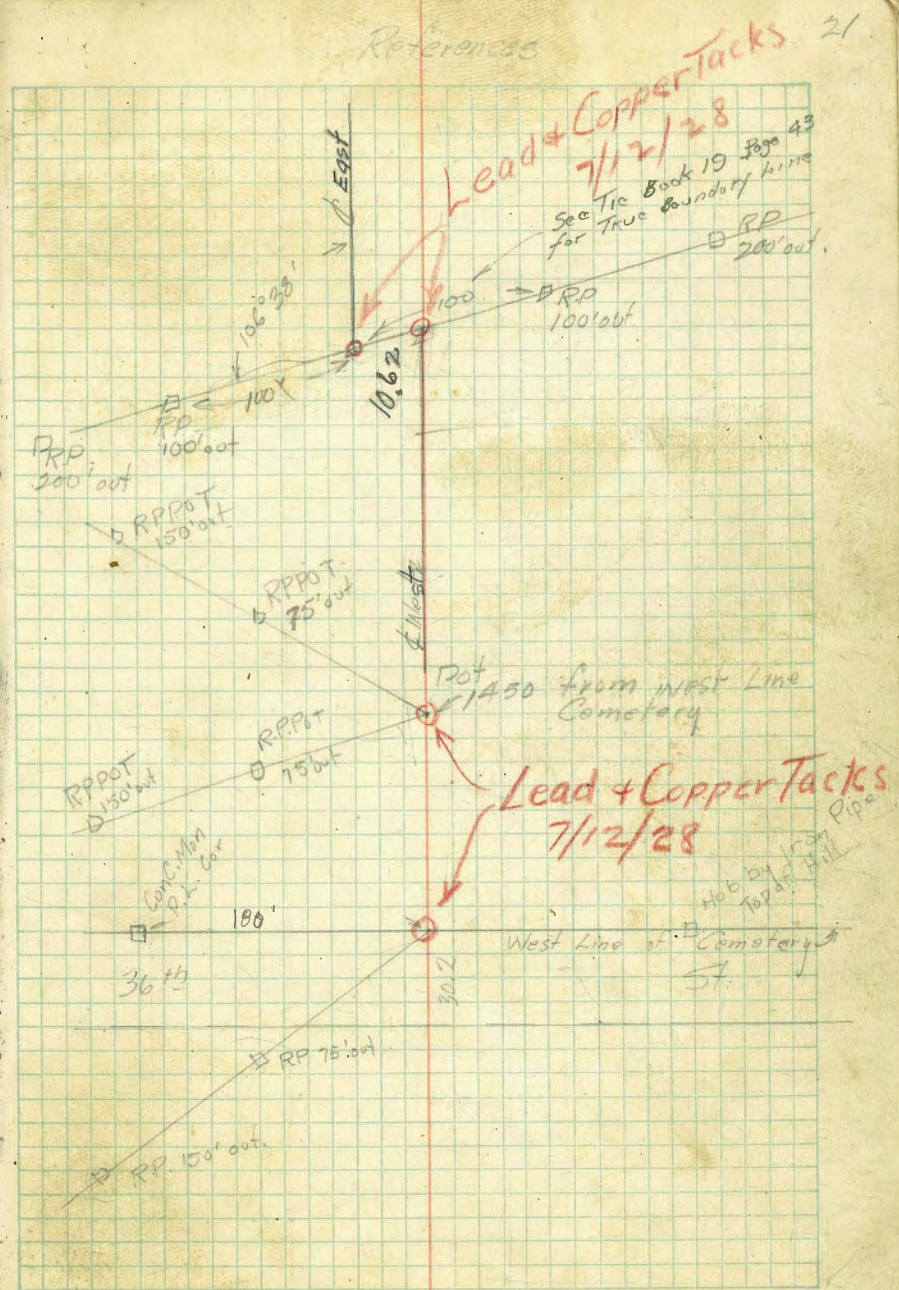 21
References
Lead & Copper Tacks
7/12/28
See Tie Book 19 Page 43
for True Boundary Line
East
RP
200' out.
100
R.P.
100' out
106°38'
10.62
100'
RP
100' out
RP.
200' out
R.P.POT
150' out
RPPOT.
75' out
West
Pot
1450 from West Line
Cemetery
R.P.Pot
75' out
RPPOT
150' out
Lead & Copper Tacks
7/12/28
Conc. Mon
P.L. Cor
Hub by Iron Pipe
Top of Hill
180'
West Line of Cemetery
36th
St.
30.2
RP 75' out
RP. 150' out.